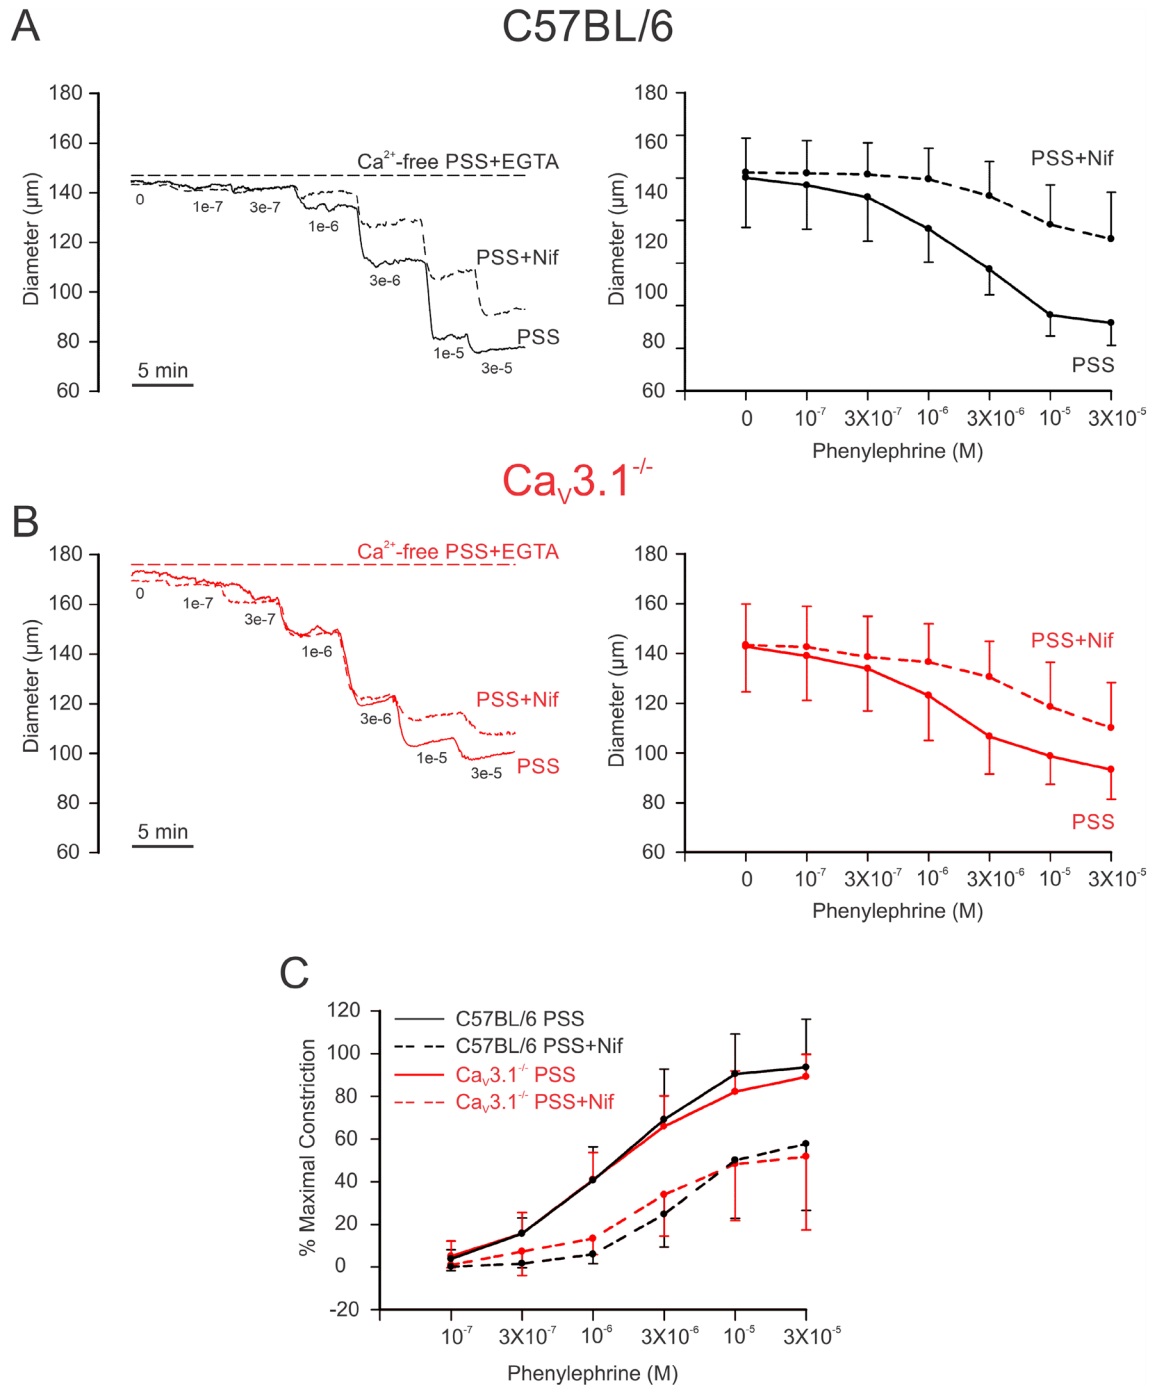 A
C57BL/6
180
160
140
120
100
80
60
Diameter (µm)
Ca²⁺-free PSS+EGTA
0
1e-7
3e-7
1e-6
3e-6
1e-5
3e-5
PSS+Nif
PSS
5 min
180
160
140
120
100
80
60
Diameter (µm)
PSS+Nif
PSS
0
10⁻⁷
3X10⁻⁷
10⁻⁶
3X10⁻⁶
10⁻⁵
3X10⁻⁵
Phenylephrine (M)
CaV3.1⁻/⁻
B
180
160
140
120
100
80
60
Diameter (µm)
Ca²⁺-free PSS+EGTA
0
1e-7
3e-7
1e-6
3e-6
1e-5
3e-5
PSS+Nif
PSS
5 min
180
160
140
120
100
80
60
Diameter (µm)
PSS+Nif
PSS
0
10⁻⁷
3X10⁻⁷
10⁻⁶
3X10⁻⁶
10⁻⁵
3X10⁻⁵
Phenylephrine (M)
C
120
100
80
60
40
20
0
-20
% Maximal Constriction
C57BL/6 PSS
C57BL/6 PSS+Nif
CaV3.1⁻/⁻ PSS
CaV3.1⁻/⁻ PSS+Nif
10⁻⁷
3X10⁻⁷
10⁻⁶
3X10⁻⁶
10⁻⁵
3X10⁻⁵
Phenylephrine (M)